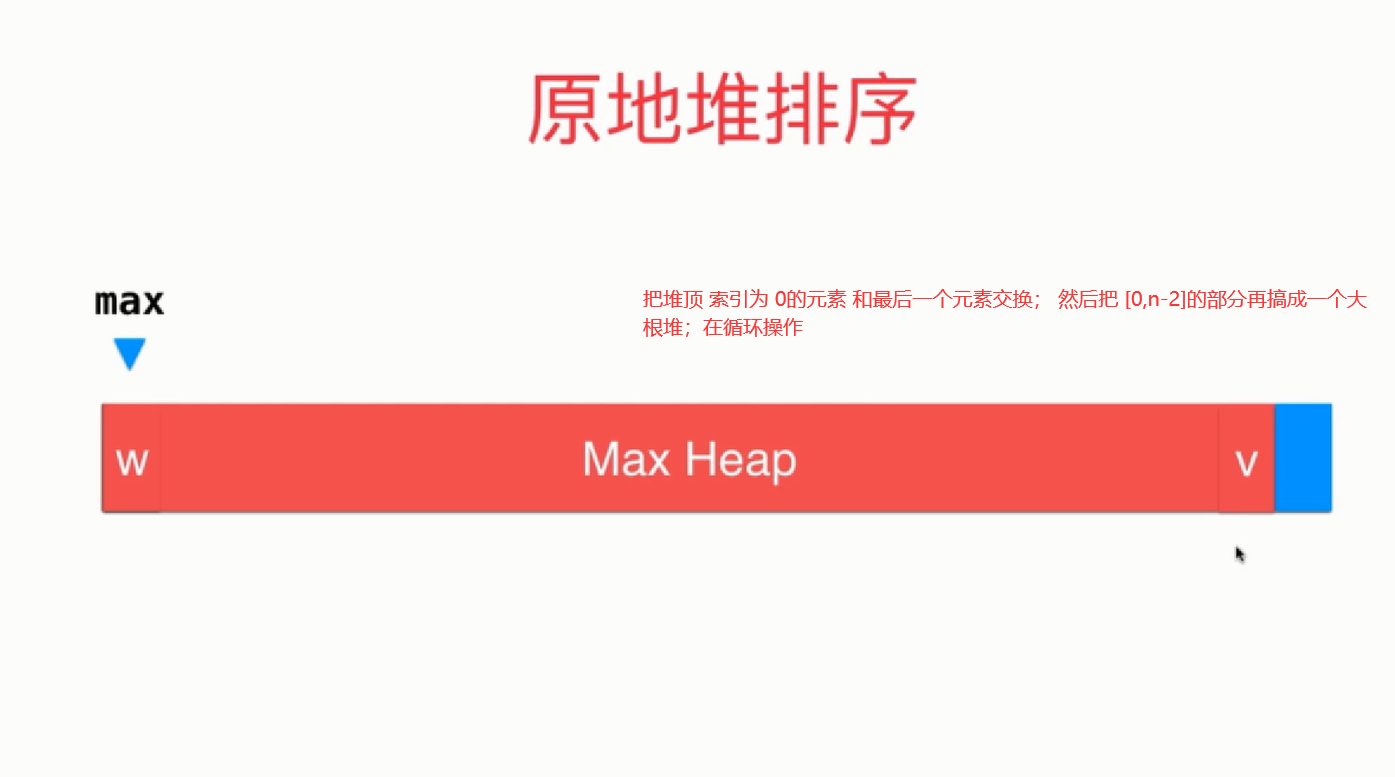 原地堆排序
max
把堆顶 索引为 0的元素 和最后一个元素交换； 然后把 [0,n-2]的部分再搞成一个大
根堆；在循环操作
w Max Heap v